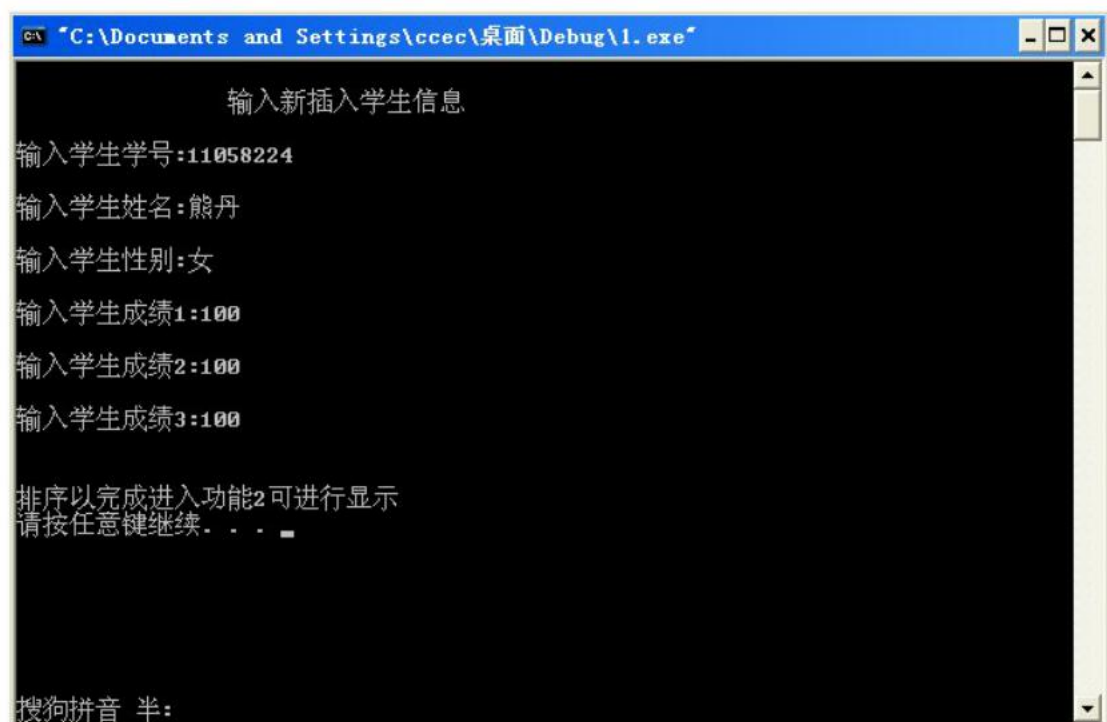 "C:\Documents and Settings\ccec\桌面\Debug\1.exe"
输入新插入学生信息
输入学生学号:11058224
输入学生姓名:熊丹
输入学生性别:女
输入学生成绩1:100
输入学生成绩2:100
输入学生成绩3:100
排序以完成进入功能2可进行显示
请按任意键继续. . .
搜狗拼音 半: